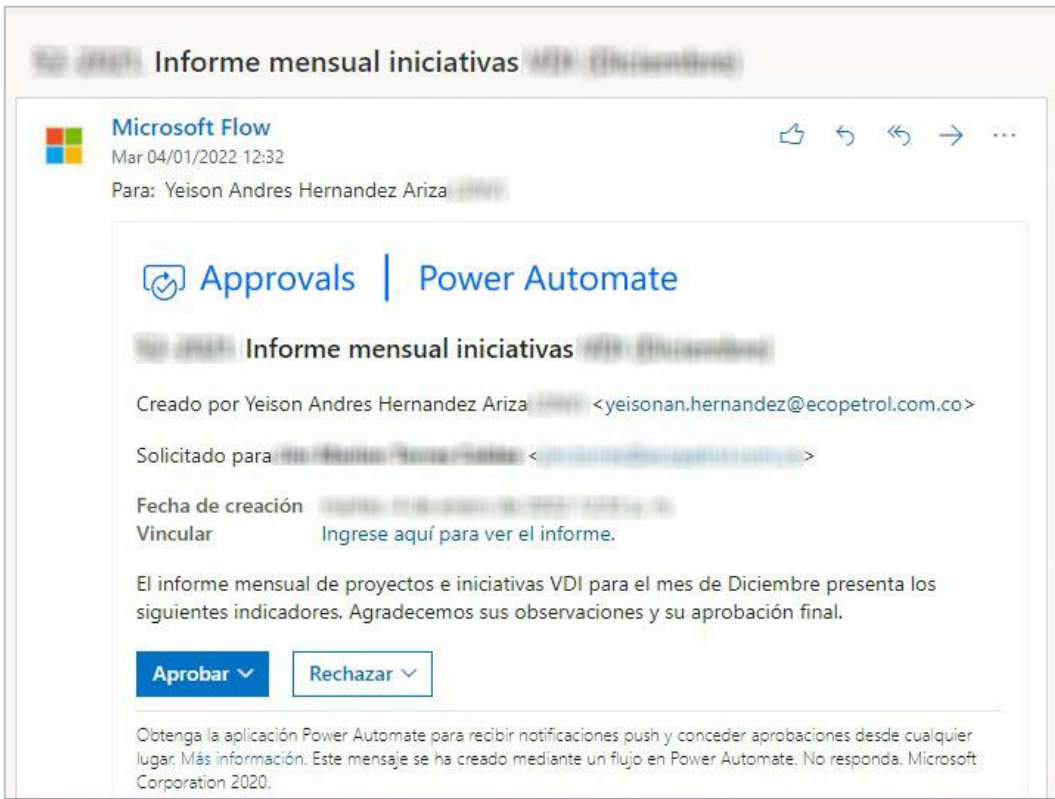 Informe mensual iniciativas
Microsoft Flow
Mar 04/01/2022 12:32
Para: Yeison Andres Hernandez Ariza
Approvals | Power Automate
Informe mensual iniciativas
Creado por Yeison Andres Hernandez Ariza <yeisonan.hernandez@ecopetrol.com.co>
Solicitado para < >
Fecha de creación
Vincular Ingrese aquí para ver el informe.
El informe mensual de proyectos e iniciativas VDI para el mes de Diciembre presenta los
siguientes indicadores. Agradecemos sus observaciones y su aprobación final.
Aprobar Rechazar
Obtenga la aplicación Power Automate para recibir notificaciones push y conceder aprobaciones desde cualquier
lugar. Más información. Este mensaje se ha creado mediante un flujo en Power Automate. No responda. Microsoft
Corporation 2020.